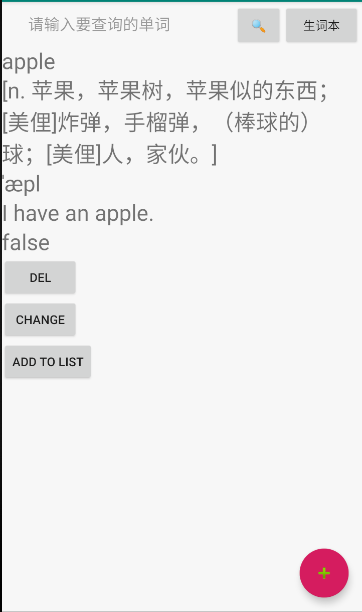 请输入要查询的单词
生词本
apple
[n. 苹果，苹果树，苹果似的东西；
[美俚]炸弹，手榴弹，（棒球的）
球；[美俚]人，家伙。]
ˈæpl
I have an apple.
false
DEL
CHANGE
ADD TO LIST
+